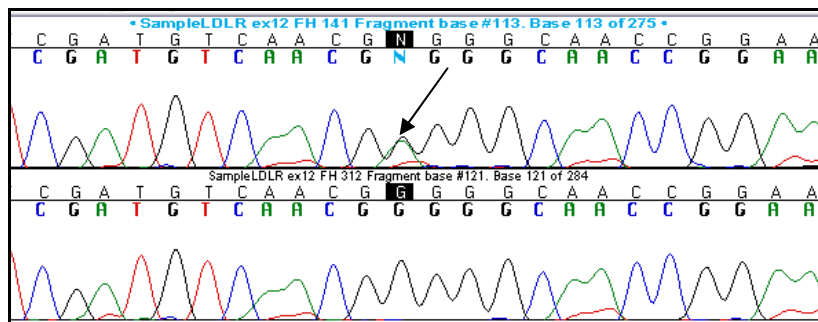 • SampleLDLR ex12 FH 141 Fragment base #113. Base 113 of 275 •
C G A T G T C A A C G N G G G C A A C C G G A A
C G A T G T C A A C G N G G G C A A C C G G A A
SampleLDLR ex12 FH 312 Fragment base #121. Base 121 of 284
C G A T G T C A A C G G G G G C A A C C G G A A
C G A T G T C A A C G G G G G C A A C C G G A A